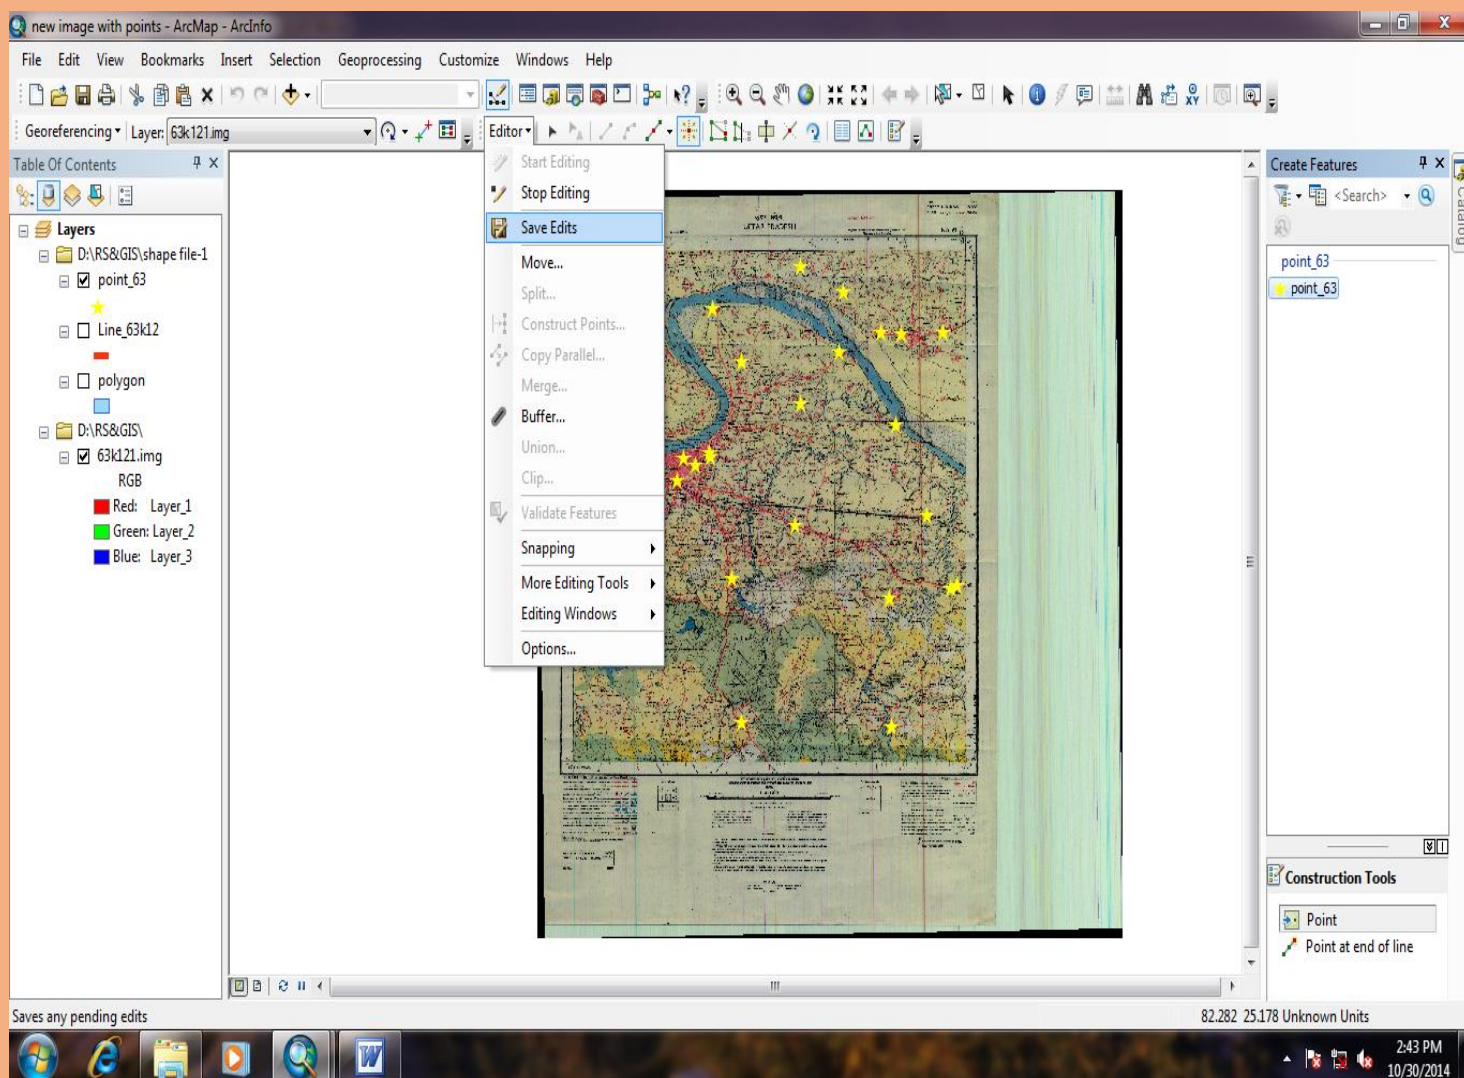 new image with points - ArcMap - ArcInfo
File Edit View Bookmarks Insert Selection Geoprocessing Customize Windows Help
Georeferencing Layer: 63k121.img Editor
Table Of Contents
Layers
D:\RS&GIS\shape file-1
point_63
Line_63k12
polygon
D:\RS&GIS\
63k121.img
RGB
Red: Layer_1
Green: Layer_2
Blue: Layer_3
Start Editing
Stop Editing
Save Edits
Move...
Split...
Construct Points...
Copy Parallel...
Merge...
Buffer...
Union...
Clip...
Validate Features
Snapping
More Editing Tools
Editing Windows
Options...
UTTAR PRADESH
Create Features
<Search>
point_63
point_63
Catalog
Construction Tools
Point
Point at end of line
Saves any pending edits
82.282 25.178 Unknown Units
2:43 PM
10/30/2014